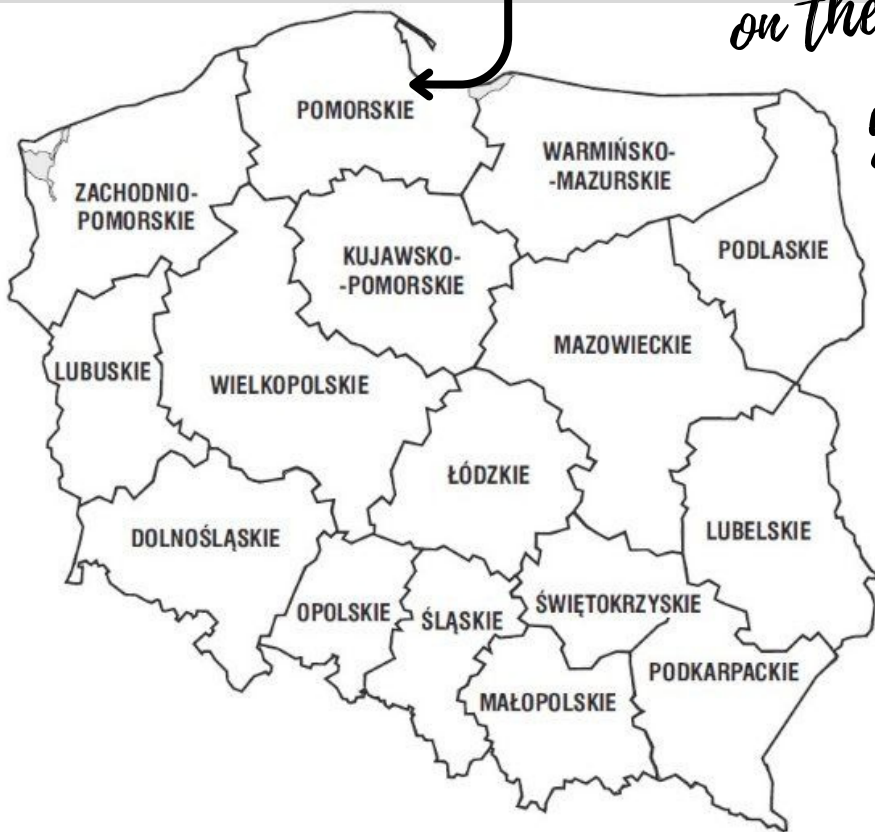 on the
POMORSKIE
WARMIŃSKO-
-MAZURSKIE
ZACHODNIO-
POMORSKIE
KUJAWSKO-
-POMORSKIE
PODLASKIE
MAZOWIECKIE
LUBUSKIE
WIELKOPOLSKIE
ŁÓDZKIE
DOLNOŚLĄSKIE
LUBELSKIE
OPOLSKIE
ŚLĄSKIE
ŚWIĘTOKRZYSKIE
PODKARPACKIE
MAŁOPOLSKIE